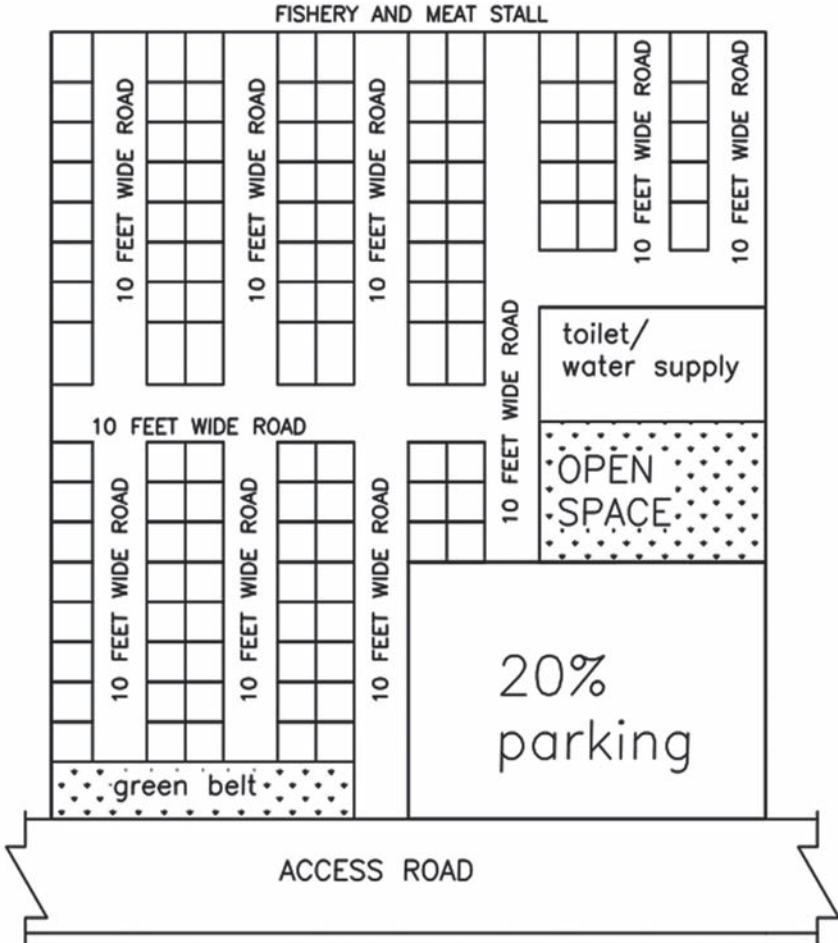 FISHERY AND MEAT STALL
10 FEET WIDE ROAD
10 FEET WIDE ROAD
10 FEET WIDE ROAD
10 FEET WIDE ROAD
10 FEET WIDE ROAD
10 FEET WIDE ROAD
toilet/
water supply
10 FEET WIDE ROAD
OPEN
SPACE
10 FEET WIDE ROAD
10 FEET WIDE ROAD
10 FEET WIDE ROAD
20%
parking
green belt
ACCESS ROAD